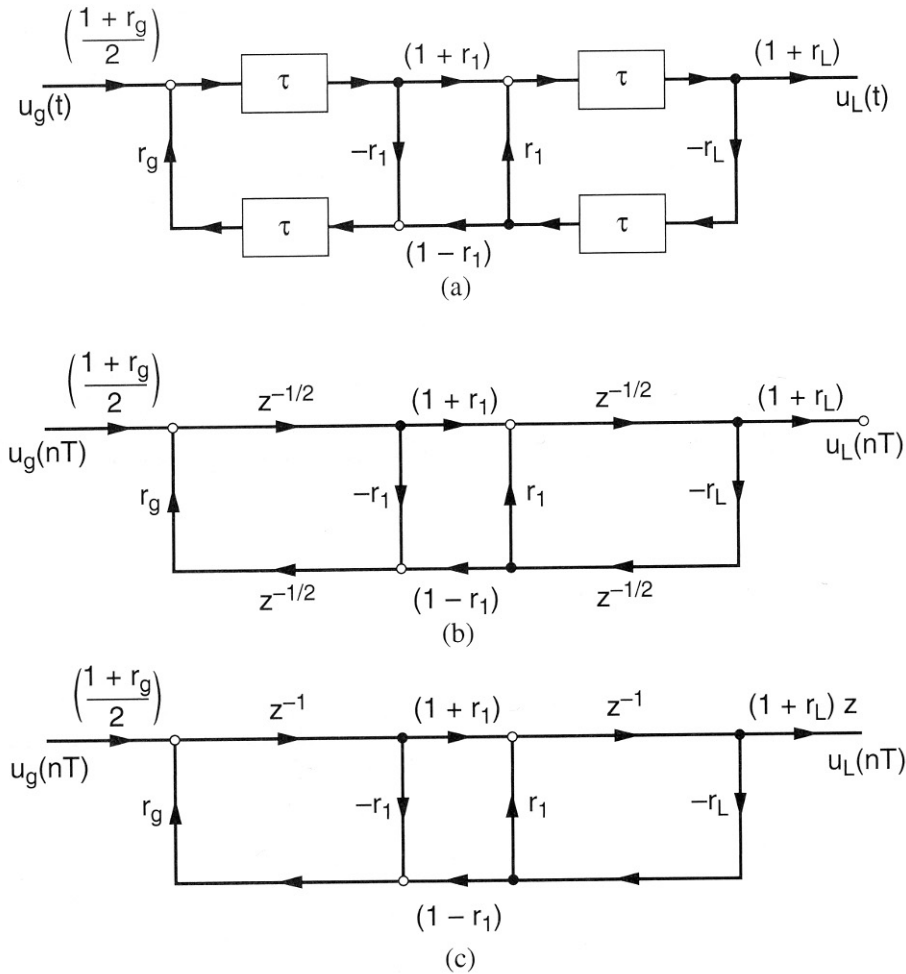 (1 + r_g / 2)
(1 + r_1)
(1 + r_L)
τ
τ
u_g(t)
u_L(t)
r_g
–r_1
r_1
–r_L
τ
τ
(1 – r_1)
(a)
(1 + r_g / 2)
z^{-1/2}
(1 + r_1)
z^{-1/2}
(1 + r_L)
u_g(nT)
u_L(nT)
r_g
–r_1
r_1
–r_L
z^{-1/2}
(1 – r_1)
z^{-1/2}
(b)
(1 + r_g / 2)
z^{-1}
(1 + r_1)
z^{-1}
(1 + r_L) z
u_g(nT)
u_L(nT)
r_g
–r_1
r_1
–r_L
(1 – r_1)
(c)